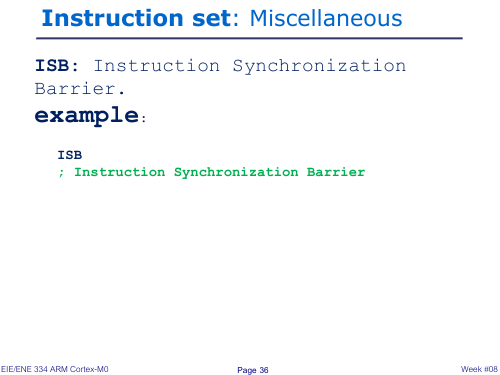 Instruction set: Miscellaneous
ISB: Instruction Synchronization
Barrier.
example:
ISB
; Instruction Synchronization Barrier
EIE/ENE 334 ARM Cortex-M0
Page 36
Week #08